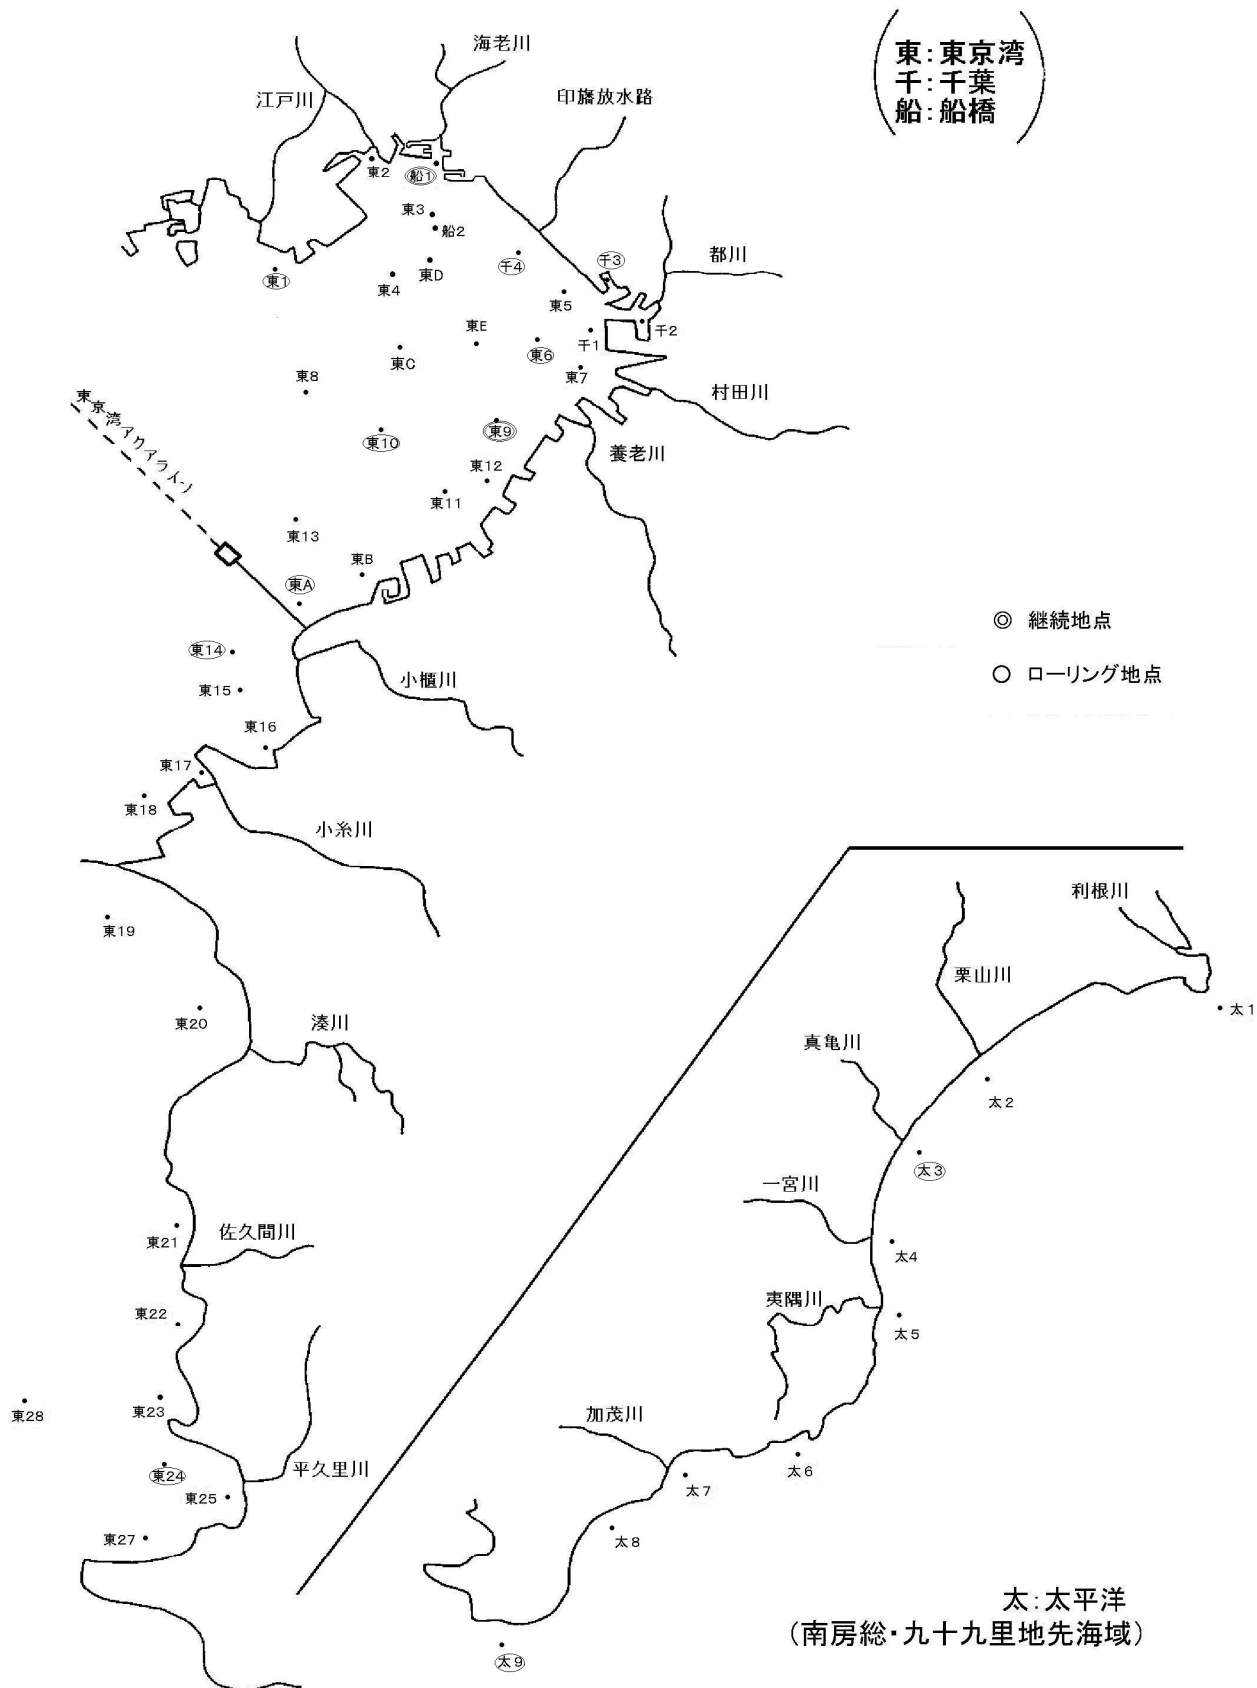 東:東京湾
千:千葉
船:船橋
海老川
江戸川
印旛放水路
東2
船1
東3
船2
都川
千4
千3
東1
東4
東D
東5
東E
千2
千1
東6
東C
東7
東8
村田川
東京湾アクアライン
東10
東9
養老川
東12
東11
東13
東B
東A
◎ 継続地点
東14
○ ローリング地点
小櫃川
東15
東16
東17
東18
小糸川
利根川
東19
栗山川
太1
東20
湊川
真亀川
太2
太3
一宮川
東21
佐久間川
太4
夷隅川
東22
太5
東23
東28
加茂川
東24
平久里川
太6
東25
太7
東27
太8
太:太平洋
(南房総・九十九里地先海域)
太9